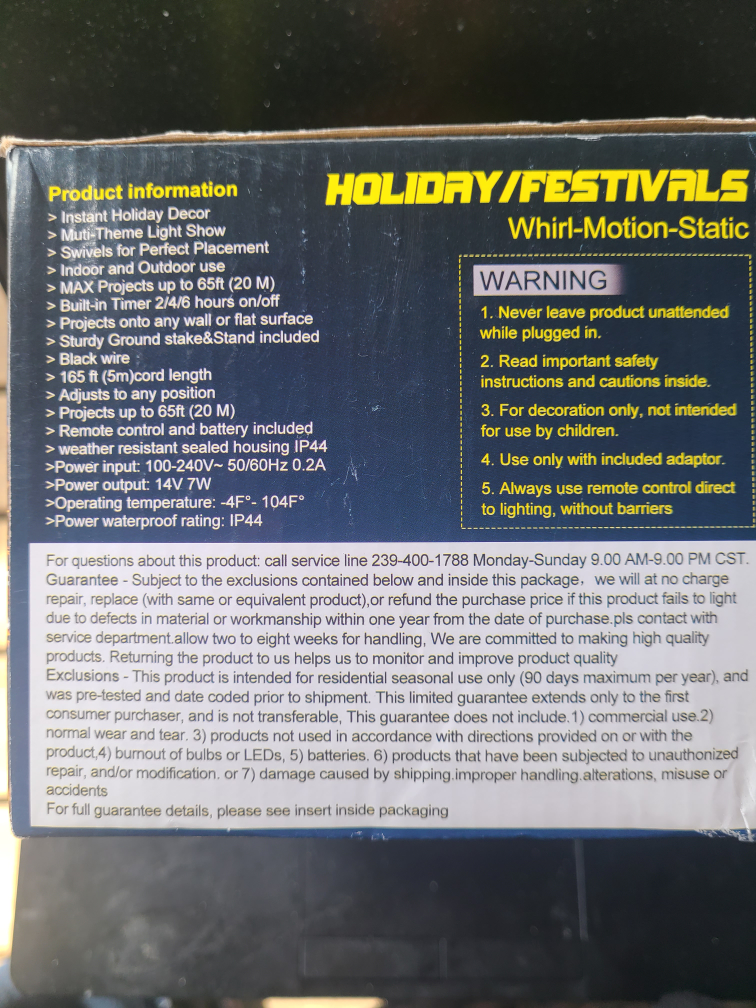 Product information
> Instant Holiday Decor
> Muti-Theme Light Show
> Swivels for Perfect Placement
> Indoor and Outdoor use
> MAX Projects up to 65ft (20 M)
> Built-in Timer 2/4/6 hours on/off
> Projects onto any wall or flat surface
> Sturdy Ground stake&Stand included
> Black wire :
> 165 ft (5m)cord length
> Adjusts to any position
> Projects up to 65ft (20 M)
> Remote control and battery included
> weather resistant sealed housing IP44
>Power input: 100-240V~ 50/60Hz 0.2A
>Power output: 14V 7W
>Operating temperature: -4F°- 104F°
>Power waterproof rating: IP44
HOLIDAY/FESTIVALS
Whirl-Motion-Static
WARNING
1. Never leave product unattended
while plugged in.
2. Read important safety
instructions and cautions inside.
3. For decoration only, not intended
for use by children.
4. Use only with included adaptor.
5. Always use remote control direct
to lighting, without barriers
For questions about this product: call service line 239-400-1788 Monday-Sunday 9.00 AM-9.00 PM CST.
Guarantee - Subject to the exclusions contained below and inside this package, we will at no charge
repair, replace (with same or equivalent product),or refund the purchase price if this product fails to light
due to defects in material or workmanship within one year from the date of purchase.pls contact with
service department.allow two to eight weeks for handling, We are committed to making high quality
products. Returning the product to us helps us to monitor and improve product quality
Exclusions - This product is intended for residential seasonal use only (90 days maximum per year), and
was pre-tested and date coded prior to shipment. This limited guarantee extends only to the first
consumer purchaser, and is not transferable, This guarantee does not include.1) commercial use.2)
normal wear and tear. 3) products not used in accordance with directions provided on or with the
product,4) burnout of bulbs or LEDs, 5) batteries. 6) products that have been subjected to unauthorized
repair, and/or modification. or 7) damage caused by shipping.improper handling.alterations, misuse or
accidents
For full guarantee details, please see insert inside packaging